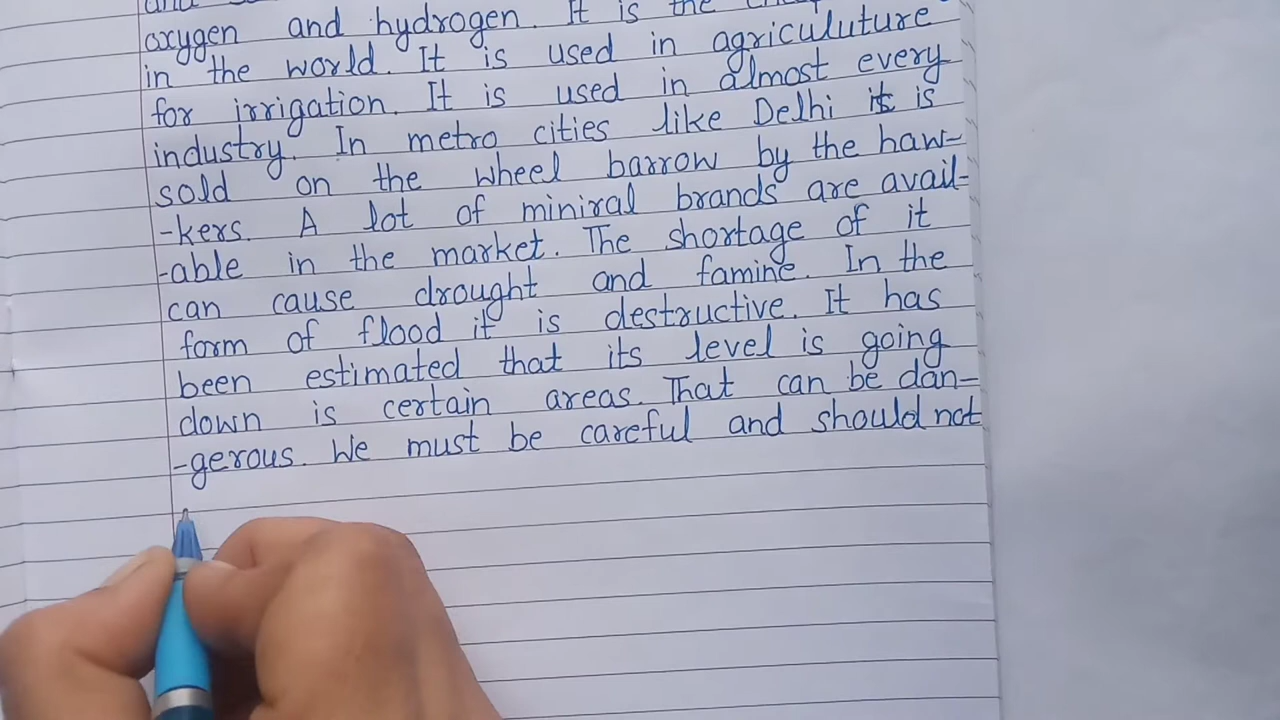 and
oxygen and hydrogen. It is the
in the world. It is used in agricululture
for irrigation. It is used in almost every
industry. In metro cities like Delhi it is
sold on the wheel barrow by the haw-
-kers. A lot of miniral brands are avail-
-able in the market. The shortage of it
can cause drought and famine. In the
form of flood it is destructive. It has
been estimated that its level is going
down is certain areas. That can be dan-
-gerous. We must be careful and should not